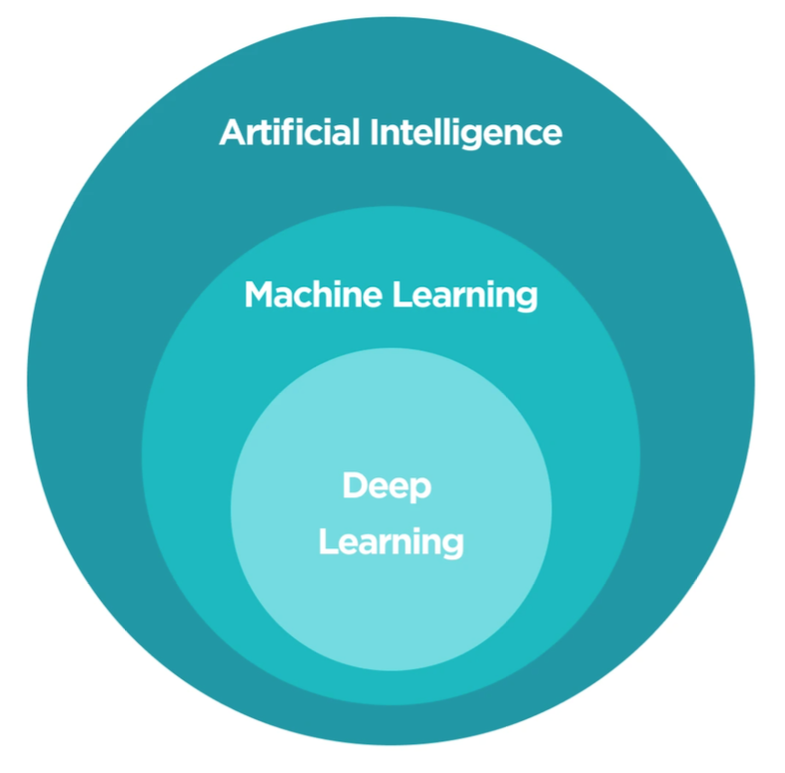 Artificial Intelligence
Machine Learning
Deep
Learning